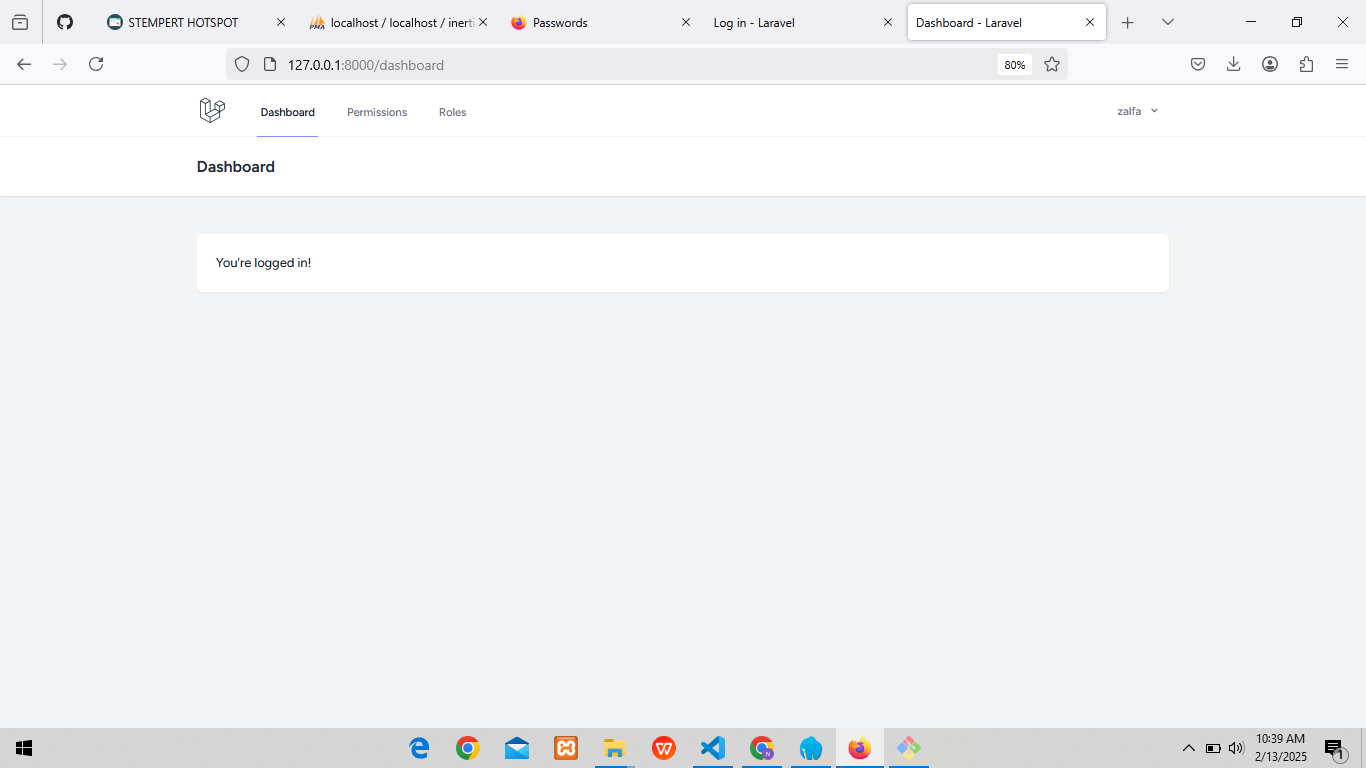 STEMPERT HOTSPOT
localhost / localhost / inerti
Passwords
Log in - Laravel
Dashboard - Laravel
127.0.0.1:8000/dashboard
80%
Dashboard
Permissions
Roles
zalfa
Dashboard
You're logged in!
10:39 AM
2/13/2025
1